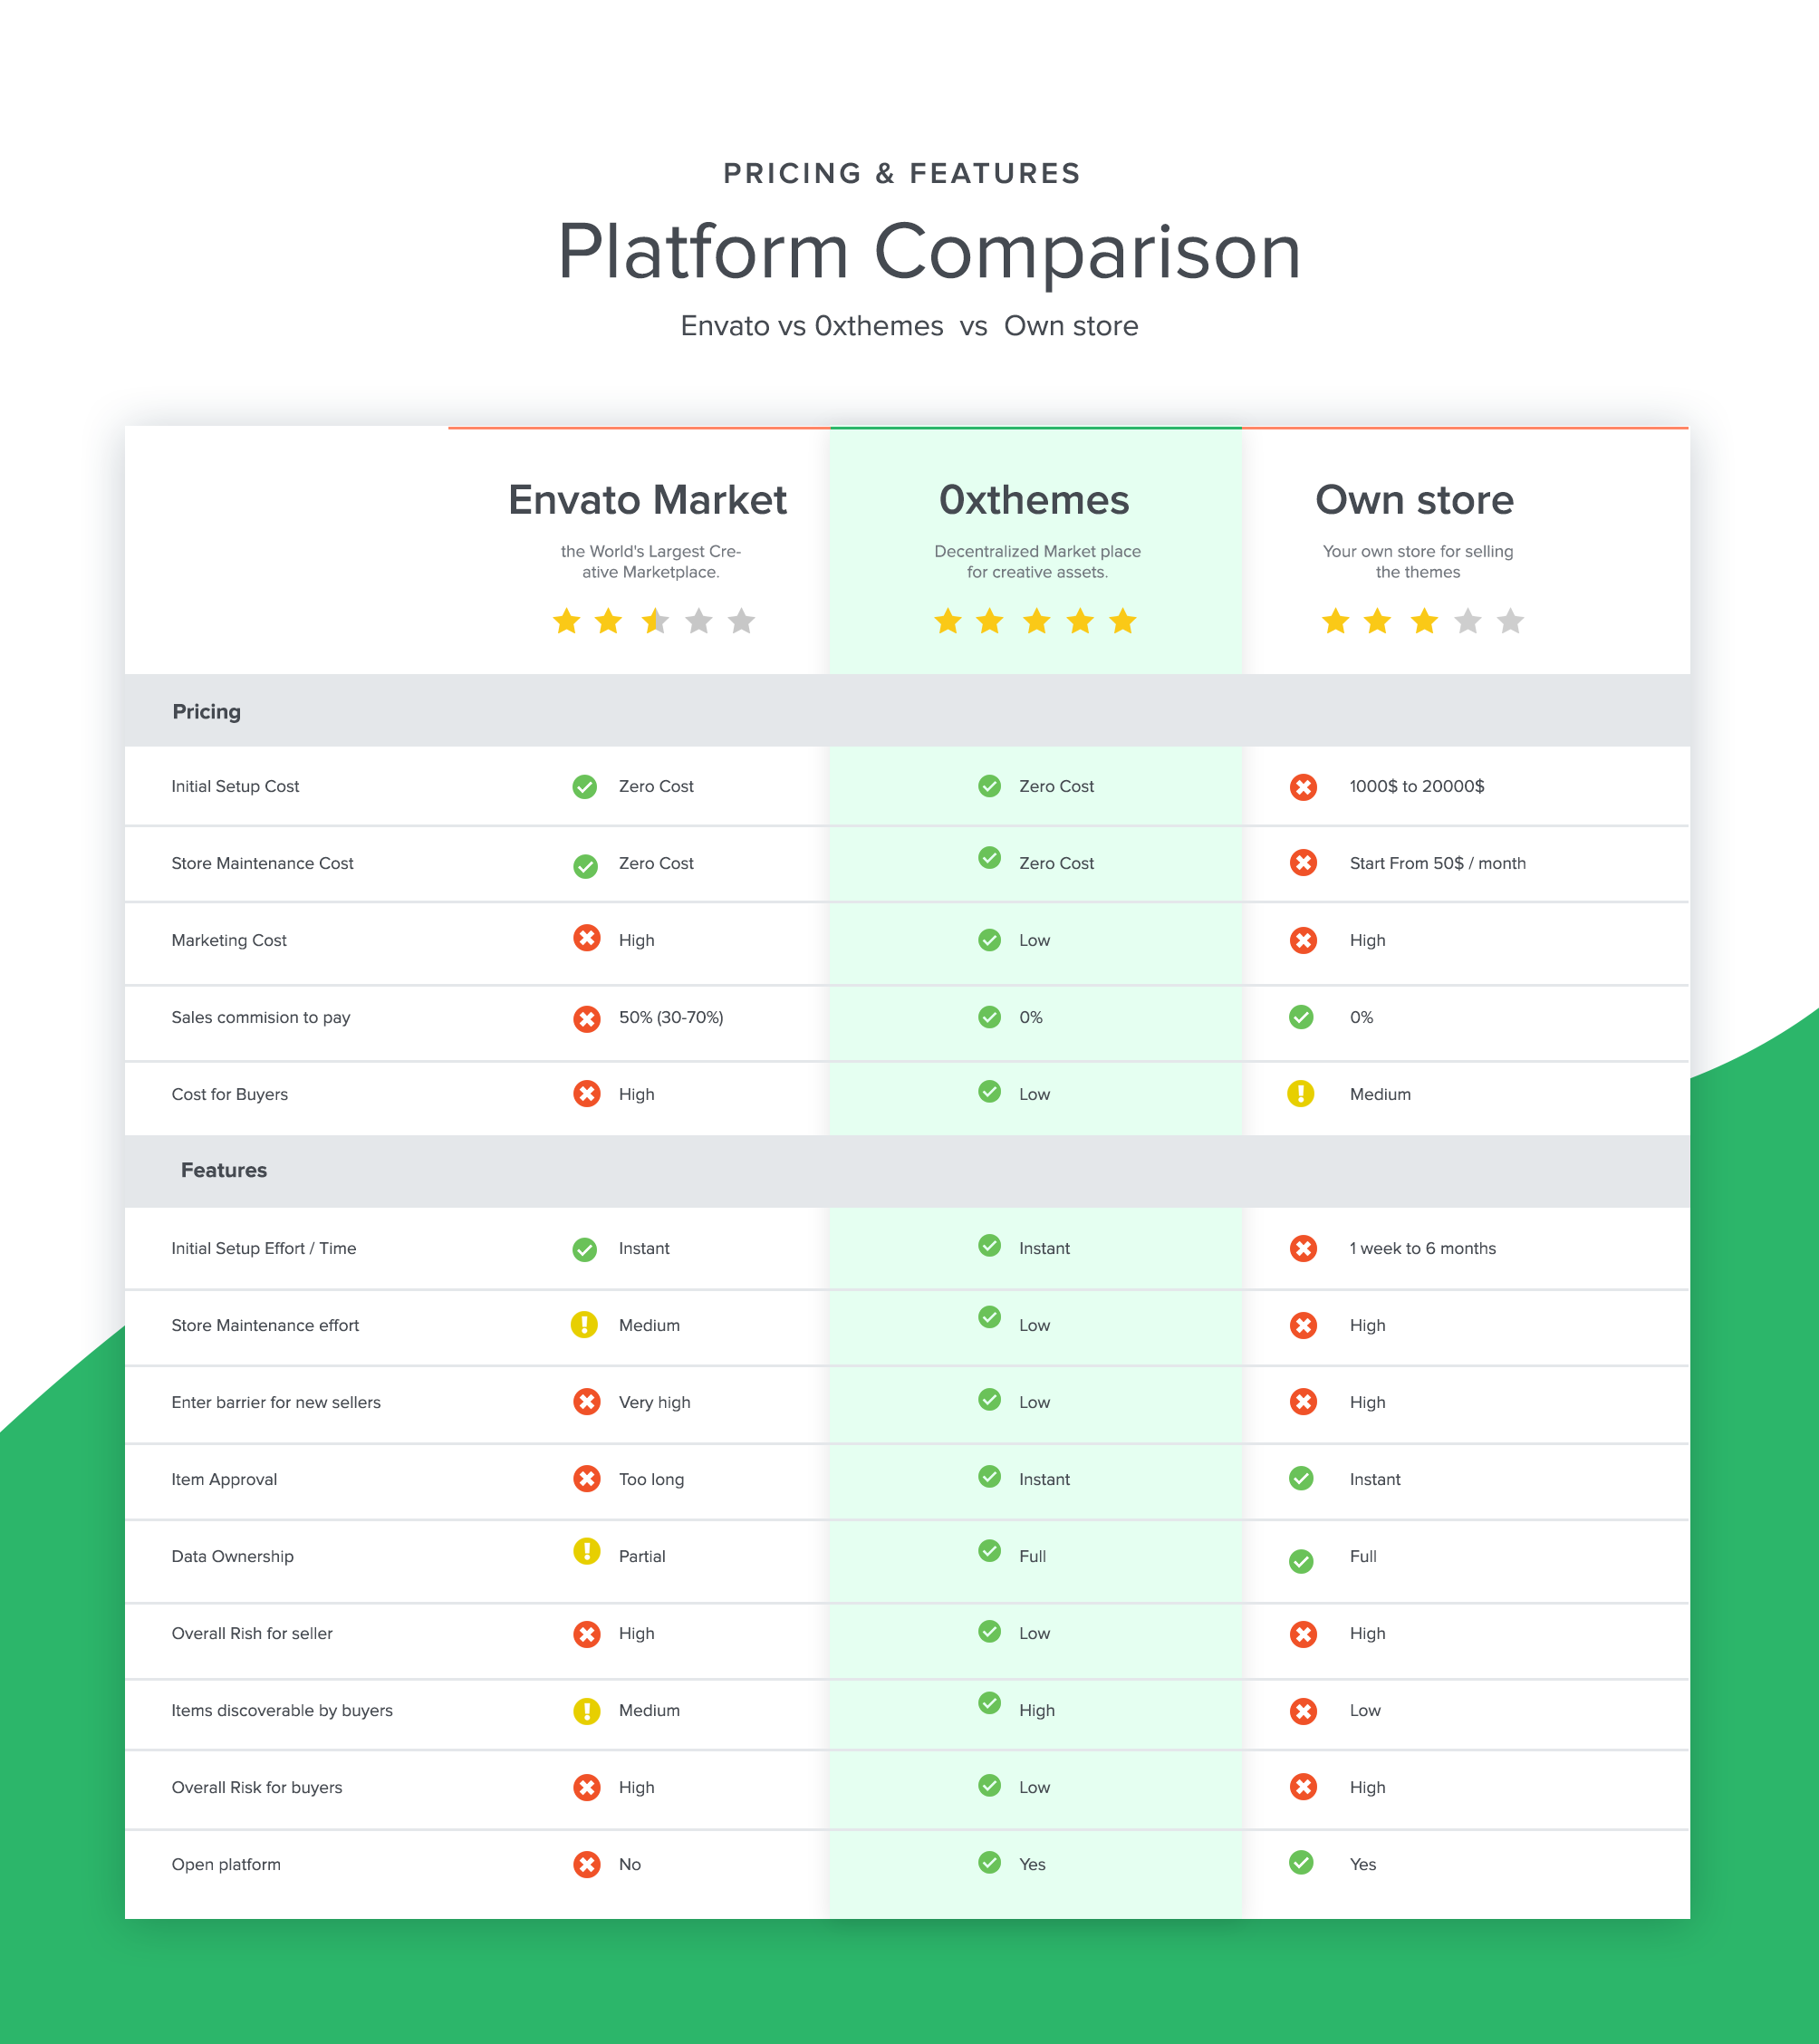 PRICING & FEATURES
Platform Comparison
Envato vs 0xthemes vs Own store
Envato Market
the World's Largest Cre-
ative Marketplace.
0xthemes
Decentralized Market place
for creative assets.
Own store
Your own store for selling
the themes
Pricing
Initial Setup Cost Zero Cost Zero Cost 1000$ to 20000$
Store Maintenance Cost Zero Cost Zero Cost Start From 50$ / month
Marketing Cost High Low High
Sales commision to pay 50% (30-70%) 0% 0%
Cost for Buyers High Low Medium
Features
Initial Setup Effort / Time Instant Instant 1 week to 6 months
Store Maintenance effort Medium Low High
Enter barrier for new sellers Very high Low High
Item Approval Too long Instant Instant
Data Ownership Partial Full Full
Overall Rish for seller High Low High
Items discoverable by buyers Medium High Low
Overall Risk for buyers High Low High
Open platform No Yes Yes